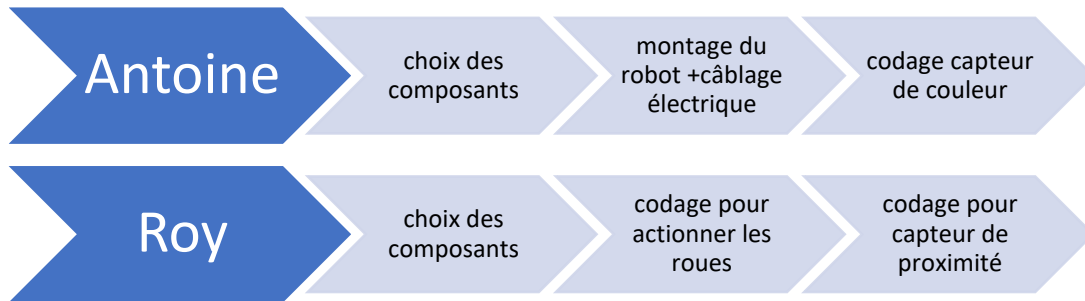 Antoine
choix des
composants
montage du
robot +câblage
électrique
codage capteur
de couleur
Roy
choix des
composants
codage pour
actionner les
roues
codage pour
capteur de
proximité